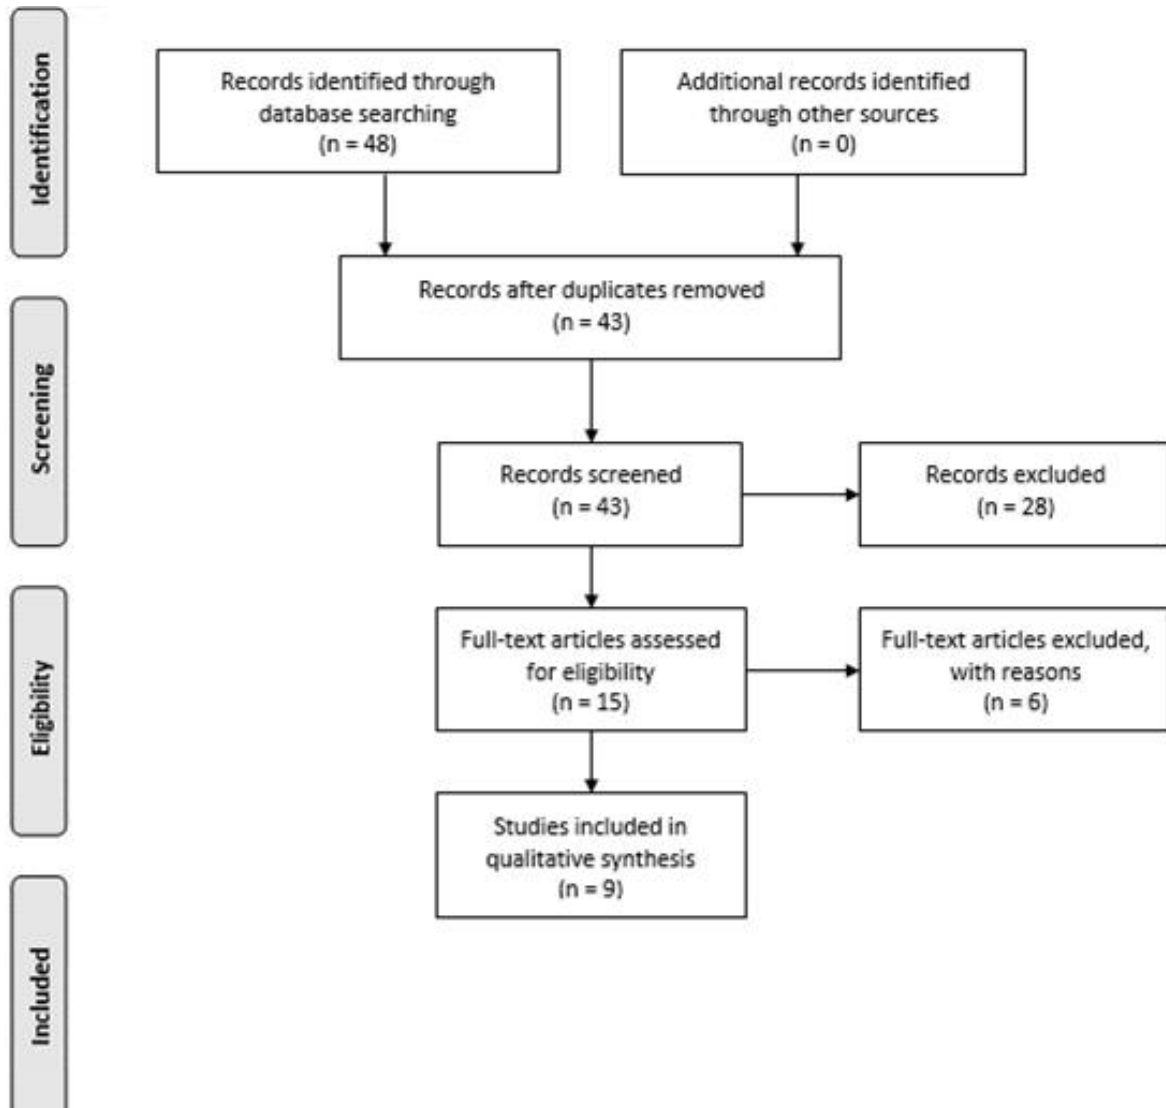 Identification
Records identified through
database searching
(n = 48)
Additional records identified
through other sources
(n = 0)
Records after duplicates removed
(n = 43)
Screening
Records screened
(n = 43)
Records excluded
(n = 28)
Eligibility
Full-text articles assessed
for eligibility
(n = 15)
Full-text articles excluded,
with reasons
(n = 6)
Studies included in
qualitative synthesis
(n = 9)
Included